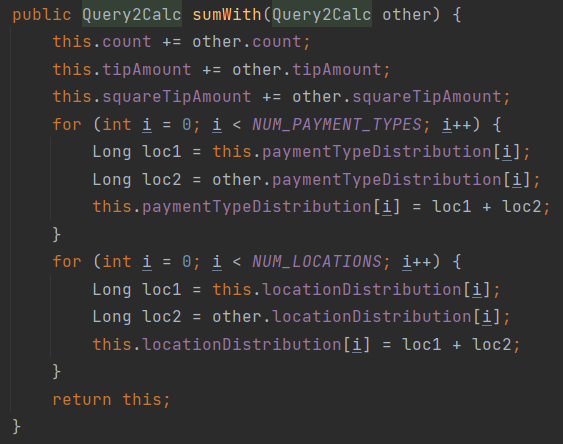 public Query2Calc sumWith(Query2Calc other) {
    this.count += other.count;
    this.tipAmount += other.tipAmount;
    this.squareTipAmount += other.squareTipAmount;
    for (int i = 0; i < NUM_PAYMENT_TYPES; i++) {
        Long loc1 = this.paymentTypeDistribution[i];
        Long loc2 = other.paymentTypeDistribution[i];
        this.paymentTypeDistribution[i] = loc1 + loc2;
    }
    for (int i = 0; i < NUM_LOCATIONS; i++) {
        Long loc1 = this.locationDistribution[i];
        Long loc2 = other.locationDistribution[i];
        this.locationDistribution[i] = loc1 + loc2;
    }
    return this;
}